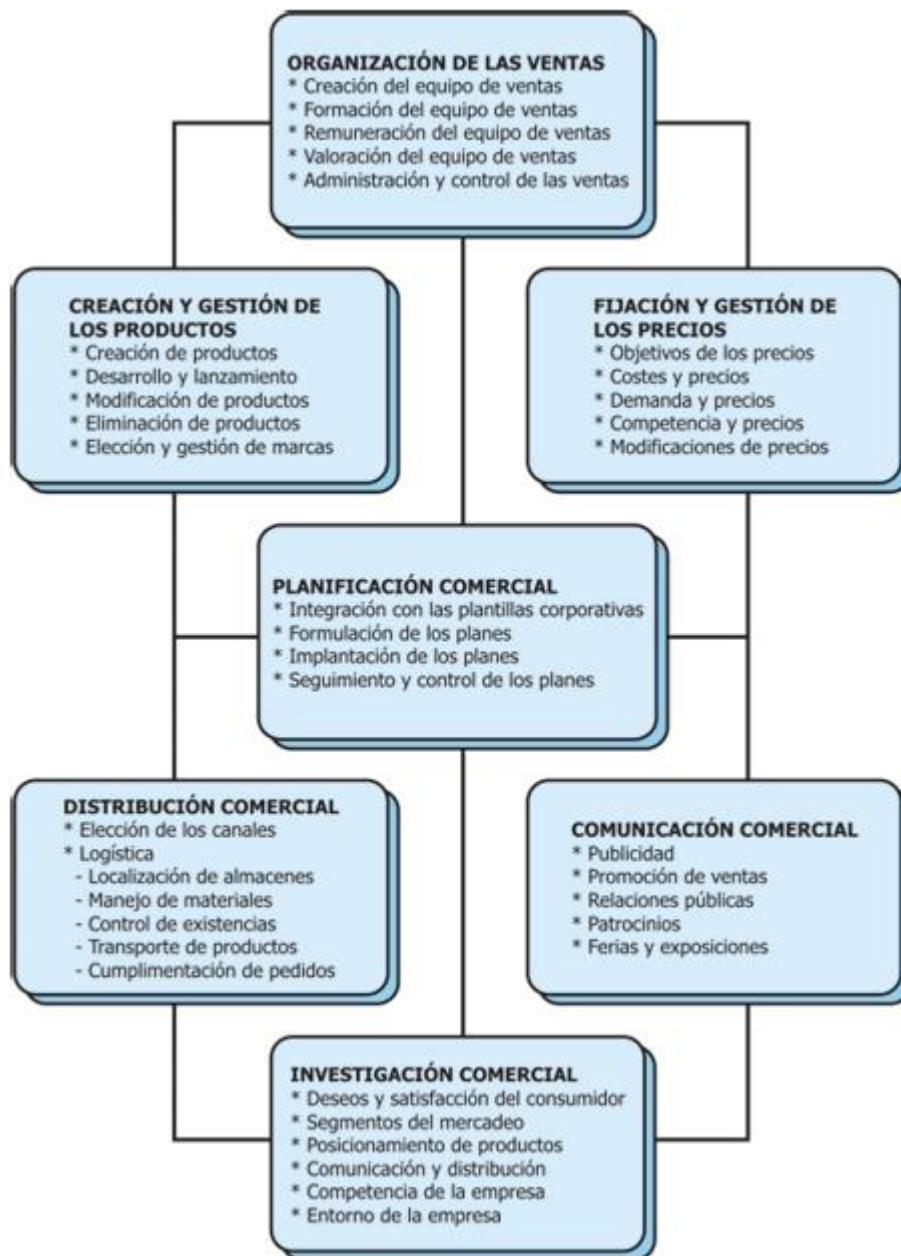 ORGANIZACIÓN DE LAS VENTAS
* Creación del equipo de ventas
* Formación del equipo de ventas
* Remuneración del equipo de ventas
* Valoración del equipo de ventas
* Administración y control de las ventas
CREACIÓN Y GESTIÓN DE
LOS PRODUCTOS
* Creación de productos
* Desarrollo y lanzamiento
* Modificación de productos
* Eliminación de productos
* Elección y gestión de marcas
FIJACIÓN Y GESTIÓN DE
LOS PRECIOS
* Objetivos de los precios
* Costes y precios
* Demanda y precios
* Competencia y precios
* Modificaciones de precios
PLANIFICACIÓN COMERCIAL
* Integración con las plantillas corporativas
* Formulación de los planes
* Implantación de los planes
* Seguimiento y control de los planes
DISTRIBUCIÓN COMERCIAL
* Elección de los canales
* Logística
- Localización de almacenes
- Manejo de materiales
- Control de existencias
- Transporte de productos
- Cumplimentación de pedidos
COMUNICACIÓN COMERCIAL
* Publicidad
* Promoción de ventas
* Relaciones públicas
* Patrocinios
* Ferias y exposiciones
INVESTIGACIÓN COMERCIAL
* Deseos y satisfacción del consumidor
* Segmentos del mercadeo
* Posicionamiento de productos
* Comunicación y distribución
* Competencia de la empresa
* Entorno de la empresa